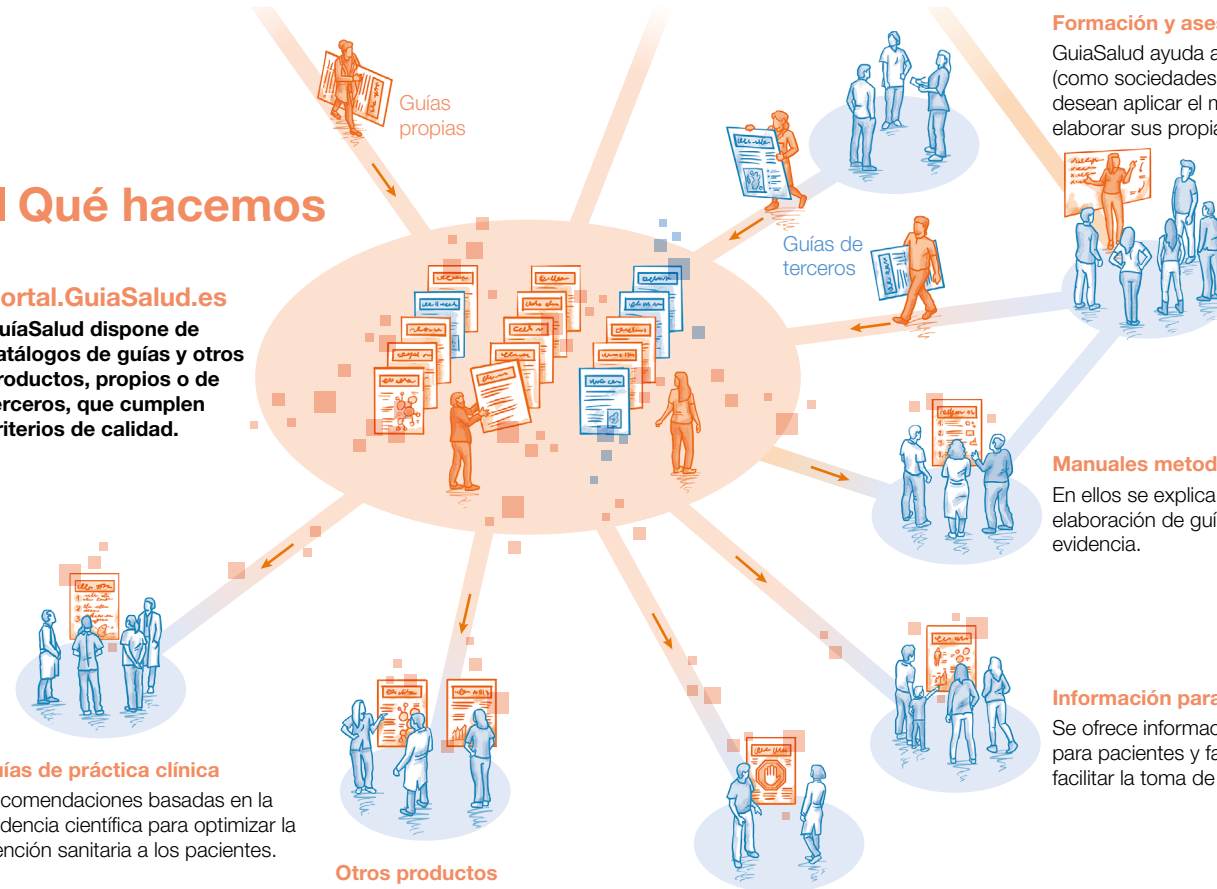 Qué hacemos
ortal.GuiaSalud.es
uíaSalud dispone de
atálogos de guías y otros
roductos, propios o de
erceros, que cumplen
riterios de calidad.
Guías
propias
Guías de
terceros
Formación y ases
GuiaSalud ayuda a
(como sociedades
desean aplicar el m
elaborar sus propia
Manuales metod
En ellos se explica
elaboración de guí
evidencia.
Información para
Se ofrece informac
para pacientes y fa
facilitar la toma de
uías de práctica clínica
comendaciones basadas en la
idencia científica para optimizar la
ención sanitaria a los pacientes.
Otros productos